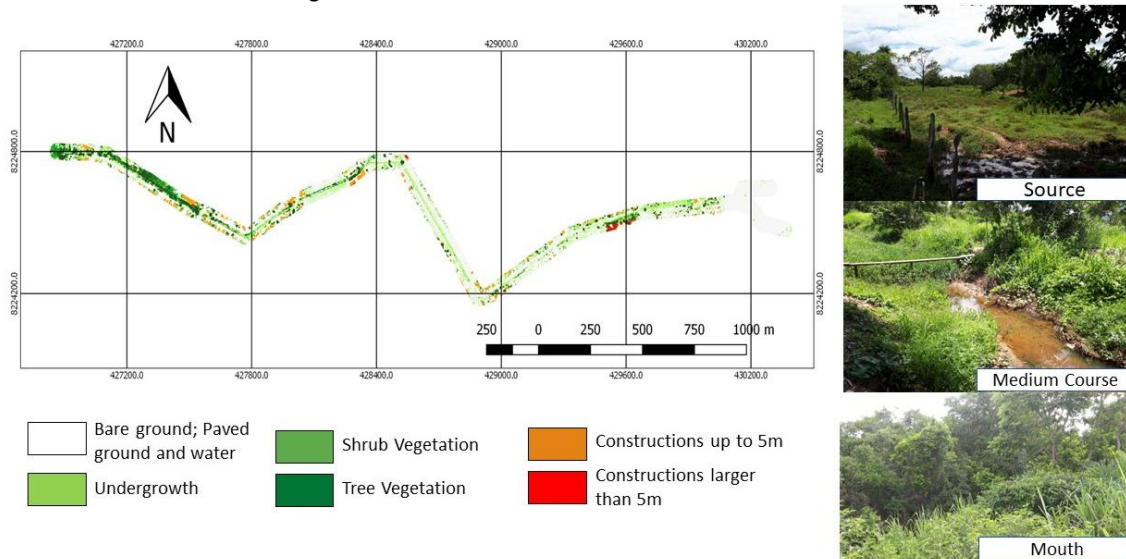 427200.0 427800.0 428400.0 429000.0 429600.0 430200.0
8224800.0 8224800.0
N
Source
8224200.0 8224200.0
250 0 250 500 750 1000 m
427200.0 427800.0 428400.0 429000.0 429600.0 430200.0
Medium Course
Bare ground; Paved
ground and water
Shrub Vegetation
Constructions up to 5m
Undergrowth
Tree Vegetation
Constructions larger
than 5m
Mouth